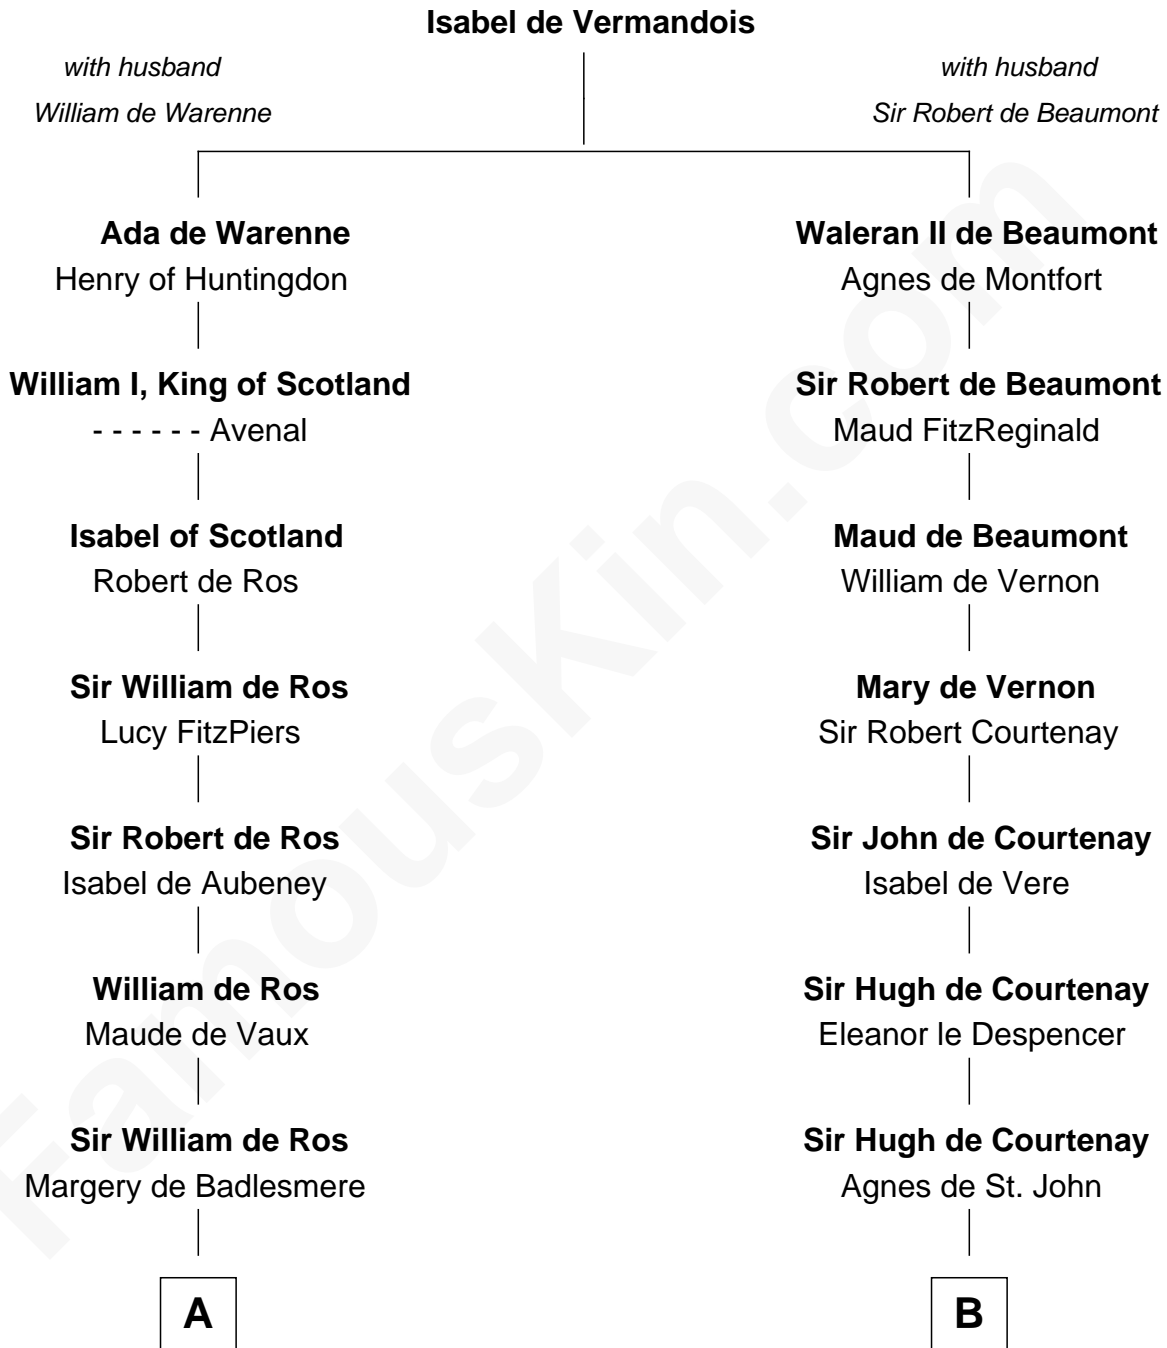 Isabel de Vermandois
with husband
William de Warenne
with husband
Sir Robert de Beaumont
Ada de Warenne
Henry of Huntingdon
Waleran II de Beaumont
Agnes de Montfort
William I, King of Scotland
- - - - - - Avenal
Sir Robert de Beaumont
Maud FitzReginald
Isabel of Scotland
Robert de Ros
Maud de Beaumont
William de Vernon
Sir William de Ros
Lucy FitzPiers
Mary de Vernon
Sir Robert Courtenay
Sir Robert de Ros
Isabel de Aubeney
Sir John de Courtenay
Isabel de Vere
William de Ros
Maude de Vaux
Sir Hugh de Courtenay
Eleanor le Despencer
Sir William de Ros
Margery de Badlesmere
Sir Hugh de Courtenay
Agnes de St. John
A
B
FamousKin.com